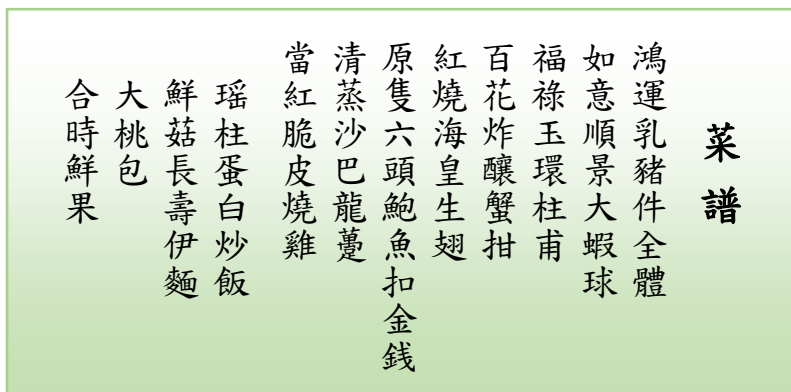 菜譜
鴻運乳豬件全體
如意順景大蝦球
福祿玉環柱甫
百花炸釀蟹拑
紅燒海皇生翅
原隻六頭鮑魚扣金銭
清蒸沙巴龍躉
當紅脆皮燒雞
瑶柱蛋白炒飯
鮮菇長壽伊麵
大桃包
合時鮮果